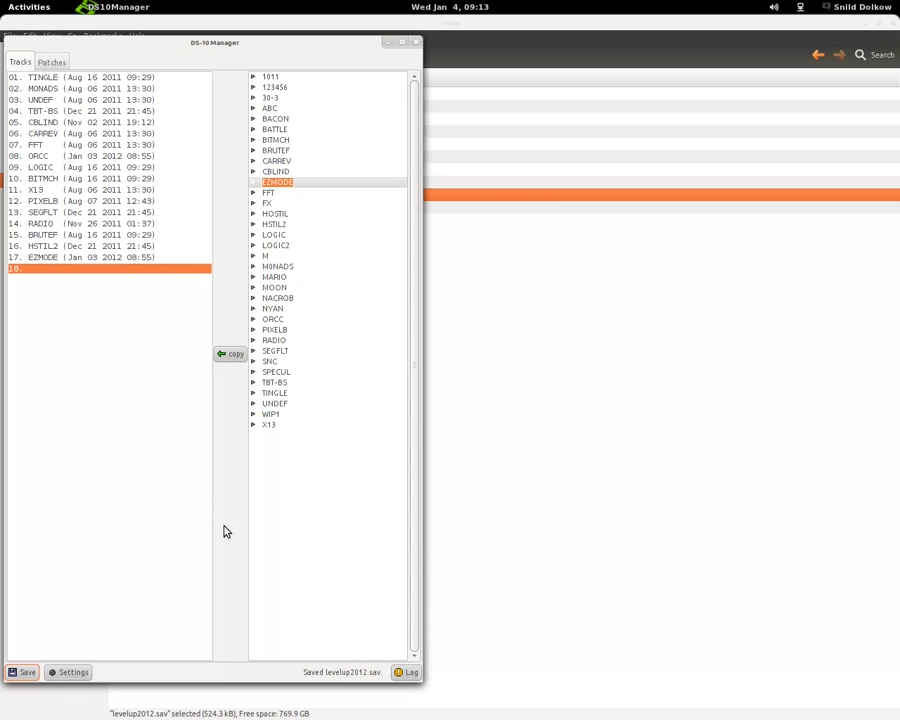 Activities
DS10Manager
Wed Jan 4, 09:13
Snild Dolkow
DS-10 Manager
Search
Tracks
Patches
01. TINGLE (Aug 16 2011 09:29)
02. MONADS (Aug 06 2011 13:30)
03. UNDEF (Aug 06 2011 13:30)
04. TBT-BS (Dec 21 2011 21:45)
05. CBLIND (Nov 02 2011 19:12)
06. CARREV (Aug 06 2011 13:30)
07. FFT (Aug 06 2011 13:30)
08. ORCC (Jan 03 2012 08:55)
09. LOGIC (Aug 16 2011 09:29)
10. BITMCH (Aug 16 2011 09:29)
11. X13 (Aug 06 2011 13:30)
12. PIXELB (Aug 07 2011 12:43)
13. SEGFLT (Dec 21 2011 21:45)
14. RADIO (Nov 26 2011 01:37)
15. BRUTEF (Aug 16 2011 09:29)
16. HSTIL2 (Dec 21 2011 21:45)
17. EZMODE (Jan 03 2012 08:55)
18.
copy
1011
123456
30-3
ABC
BACON
BATTLE
BITMCH
BRUTEF
CARREV
CBLIND
EZMODE
FFT
FX
HOSTIL
HSTIL2
LOGIC
LOGIC2
M
M0NADS
MARIO
MOON
NACROB
NYAN
ORCC
PIXELB
RADIO
SEGFLT
SNC
SPECUL
TBT-BS
TINGLE
UNDEF
WIP1
X13
Save
Settings
Saved levelup2012.sav.
Log
"levelup2012.sav" selected (524.3 kB), Free space: 769.9 GB